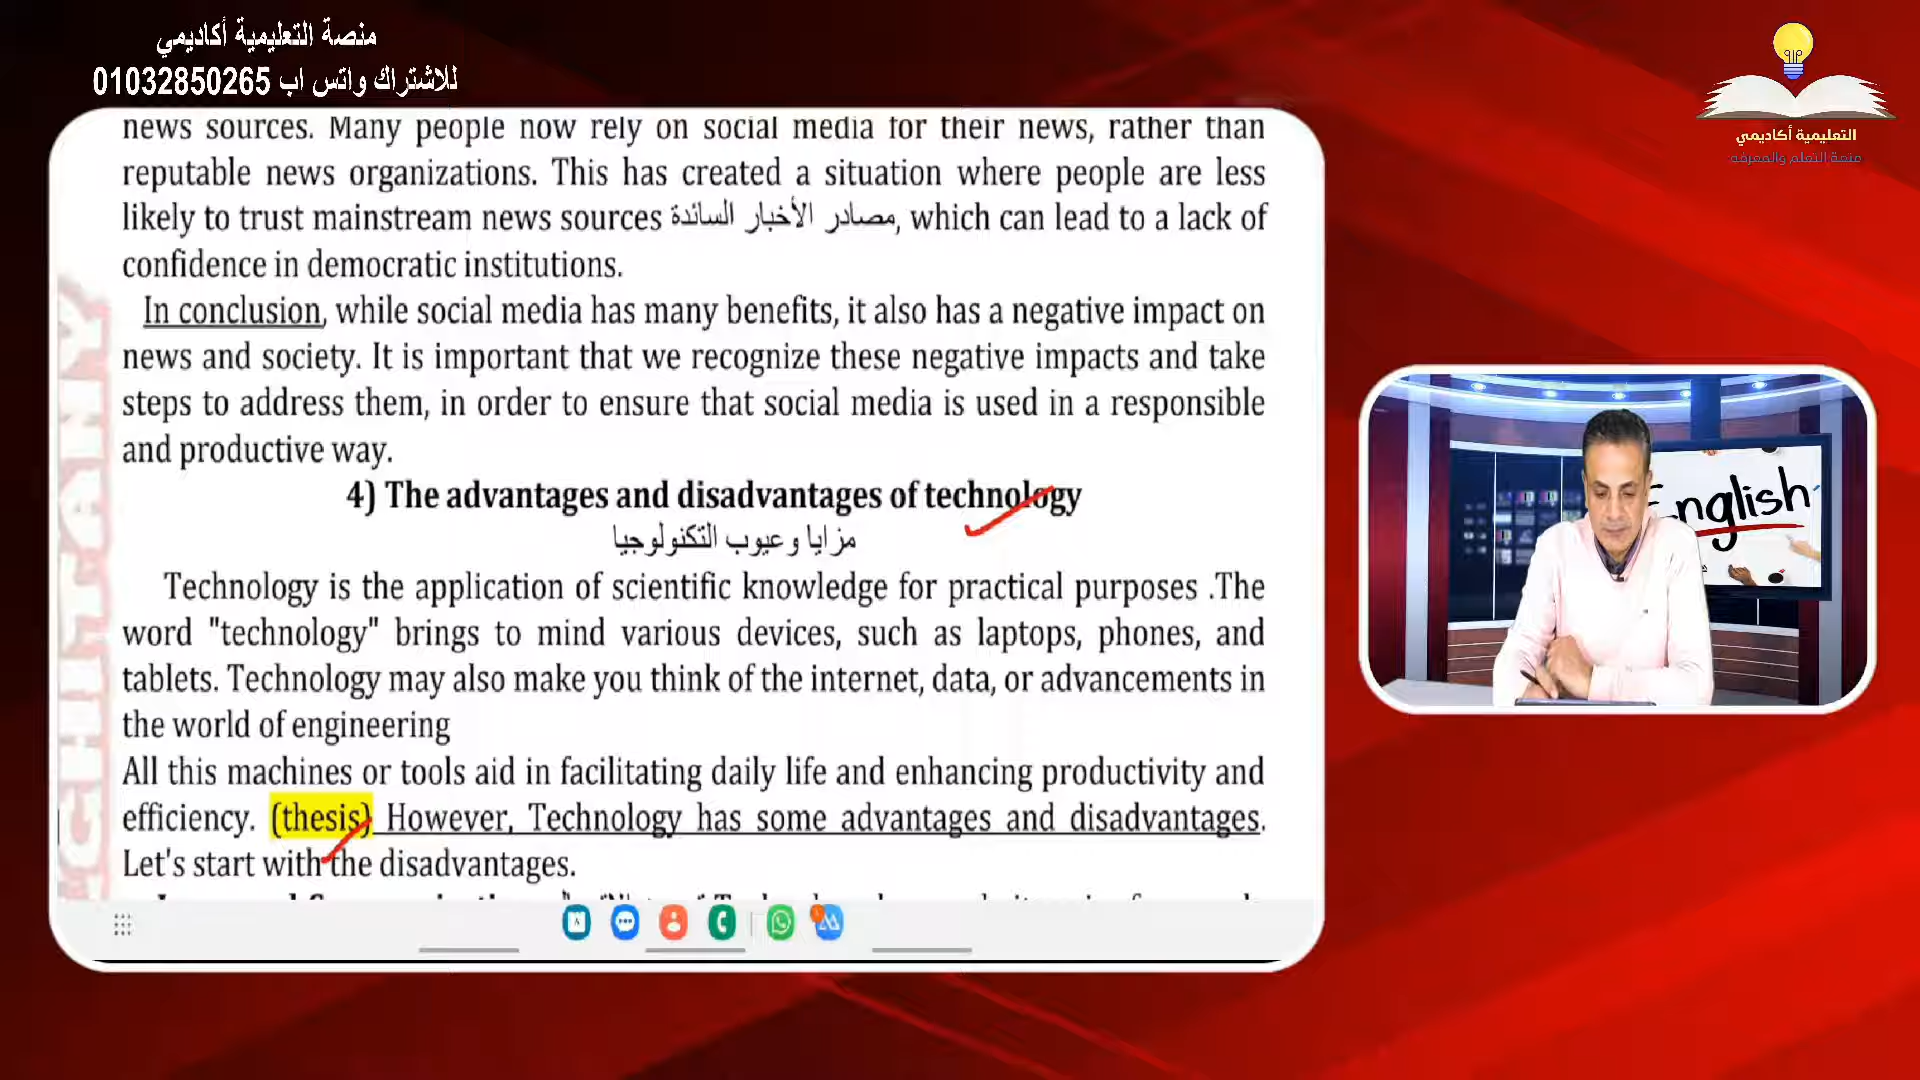 منصة التعليمية أكاديمي
للاشتراك واتس اب 01032850265
التعليمية أكاديمي
منصة التعلم والمعرفه
news sources. Many people now rely on social media for their news, rather than
reputable news organizations. This has created a situation where people are less
likely to trust mainstream news sources مصادر الأخبار السائدة, which can lead to a lack of
confidence in democratic institutions.
In conclusion, while social media has many benefits, it also has a negative impact on
news and society. It is important that we recognize these negative impacts and take
steps to address them, in order to ensure that social media is used in a responsible
and productive way.
4) The advantages and disadvantages of technology
مزايا وعيوب التكنولوجيا
Technology is the application of scientific knowledge for practical purposes .The
word "technology" brings to mind various devices, such as laptops, phones, and
tablets. Technology may also make you think of the internet, data, or advancements in
the world of engineering
All this machines or tools aid in facilitating daily life and enhancing productivity and
efficiency. (thesis) However, Technology has some advantages and disadvantages.
Let's start with the disadvantages.
English